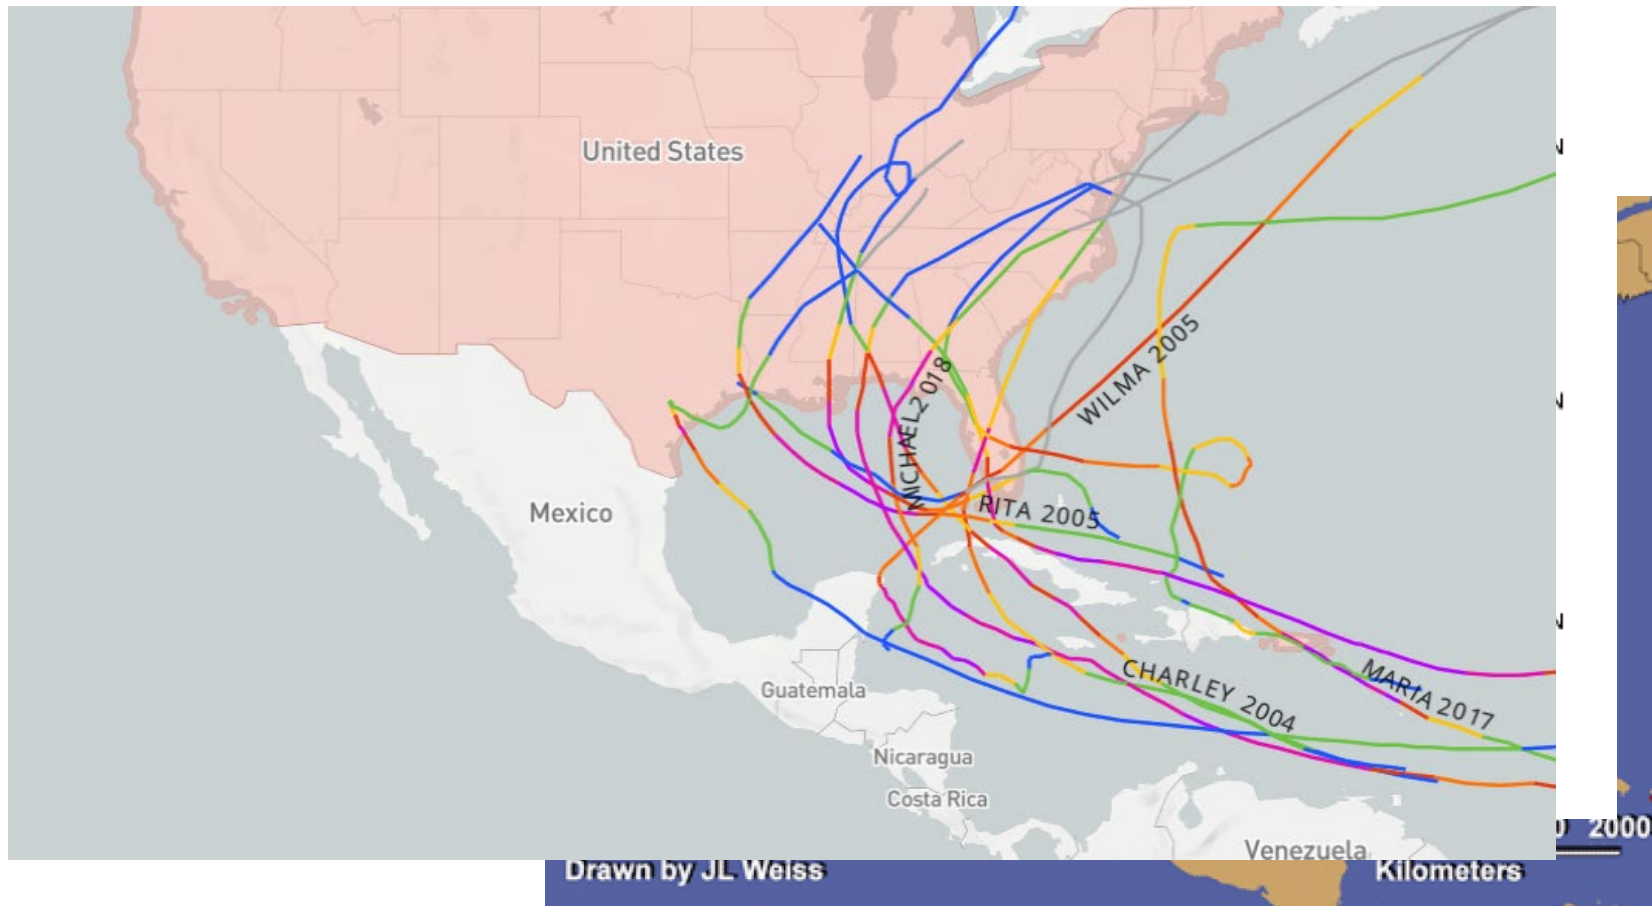 United States
N
WILMA 2005
MICHAEL 2018
N
RITA 2005
Mexico
N
CHARLEY 2004
MARIA 2017
Guatemala
Nicaragua
Costa Rica
2000
Venezuela
Drawn by JL Weiss
Kilometers